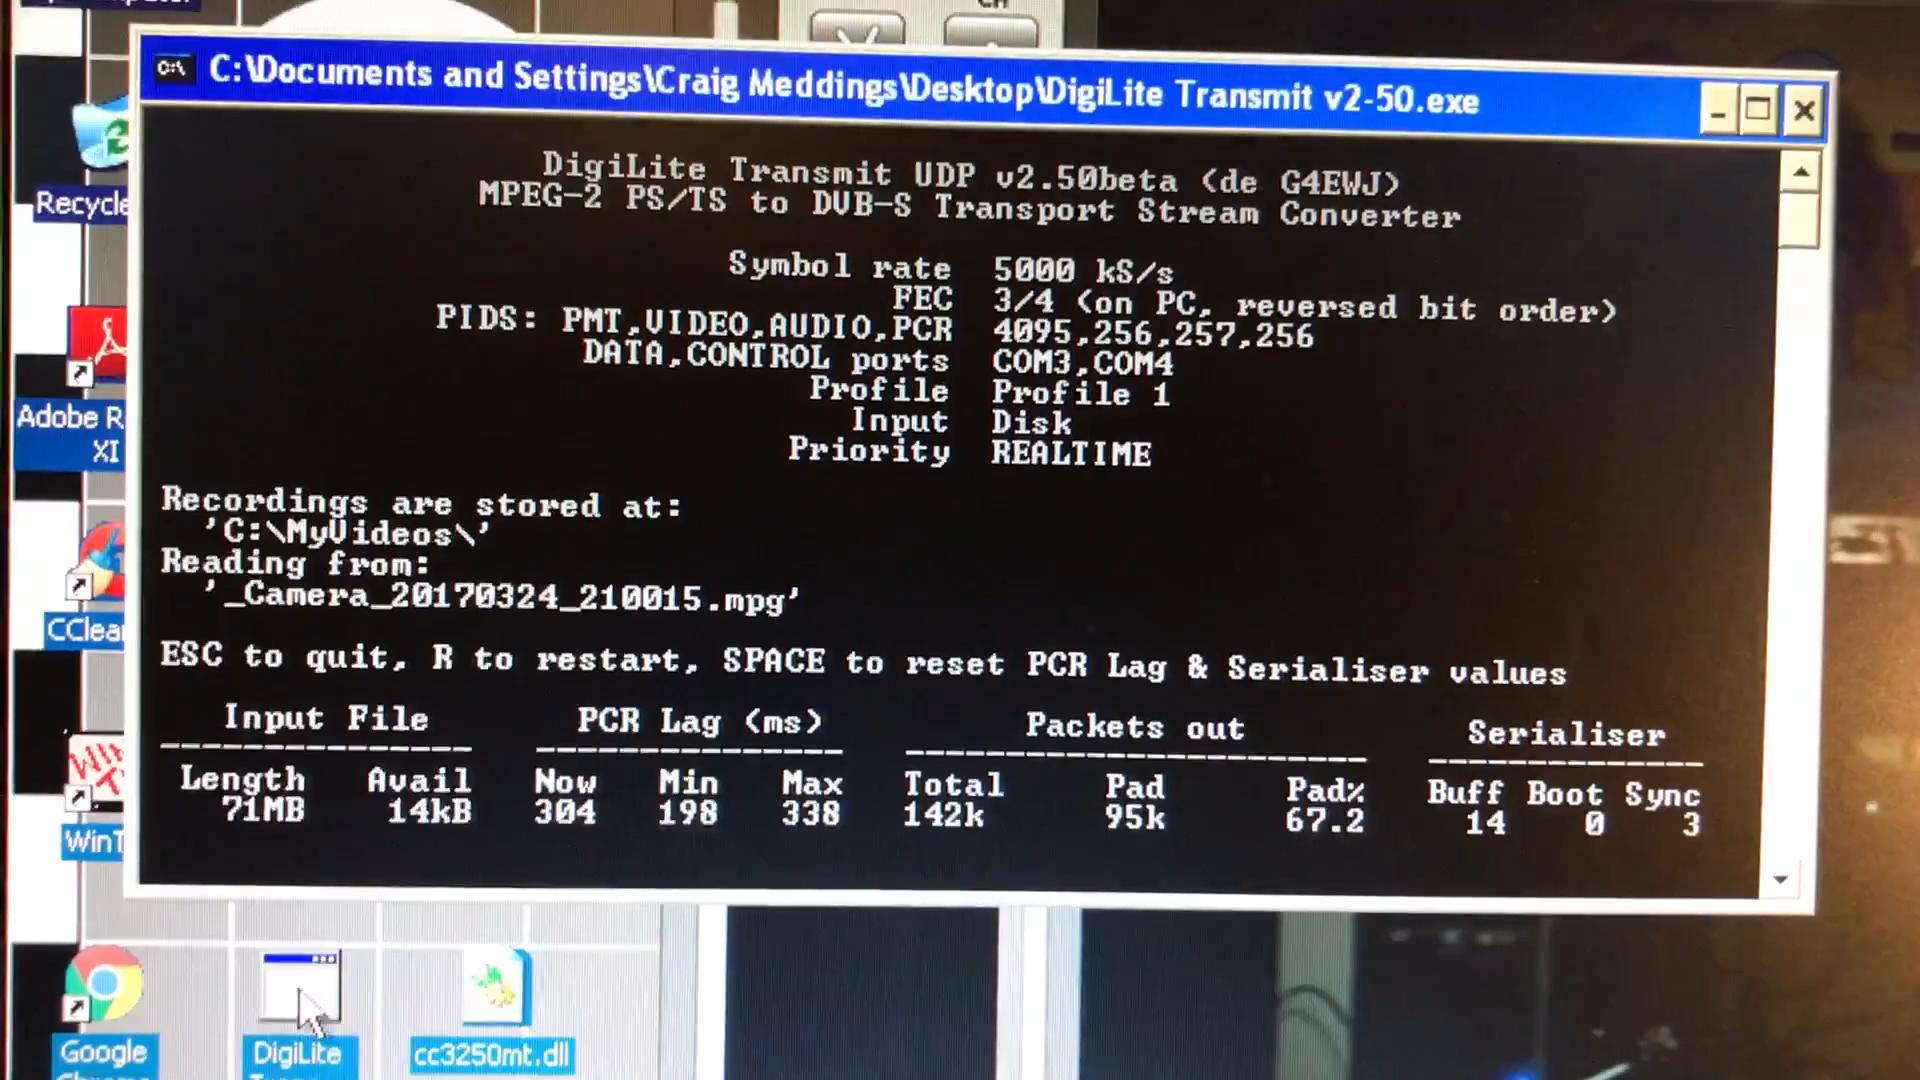 CH
C:\Documents and Settings\Craig Meddings\Desktop\DigiLite Transmit v2-50.exe
DigiLite Transmit UDP v2.50beta (de G4EWJ)
MPEG-2 PS/TS to DVB-S Transport Stream Converter
Symbol rate 5000 kS/s
FEC 3/4 (on PC, reversed bit order)
PIDS: PMT,VIDEO,AUDIO,PCR 4095,256,257,256
DATA,CONTROL ports COM3,COM4
Profile Profile 1
Input Disk
Priority REALTIME
Recordings are stored at:
'C:\MyVideos\'
Reading from:
'_Camera_20170324_210015.mpg'
ESC to quit, R to restart, SPACE to reset PCR Lag & Serialiser values
Input File PCR Lag (ms) Packets out Serialiser
Length Avail Now Min Max Total Pad Pad% Buff Boot Sync
71MB 14kB 304 198 338 142k 95k 67.2 14 0 3
Recycle
Adobe R
XI
CClea
WinT
Google
DigiLite
cc3250mt.dll